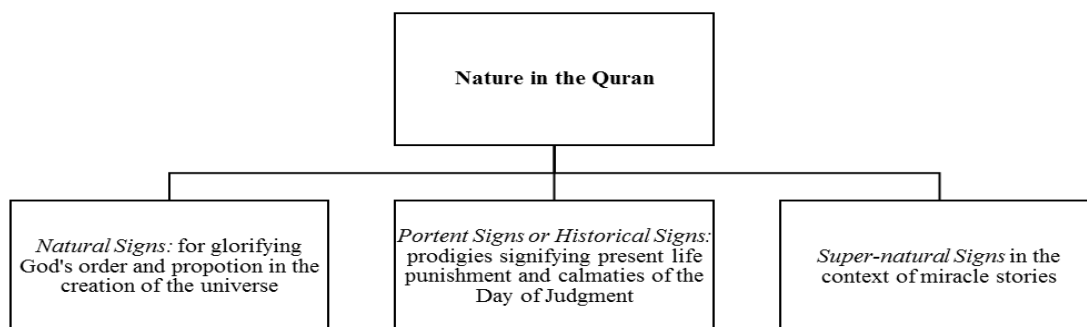 Nature in the Quran
Natural Signs: for glorifying
God's order and propotion in the
creation of the universe
Portent Signs or Historical Signs:
prodigies signifying present life
punishment and calmaties of the
Day of Judgment
Super-natural Signs in the
context of miracle stories